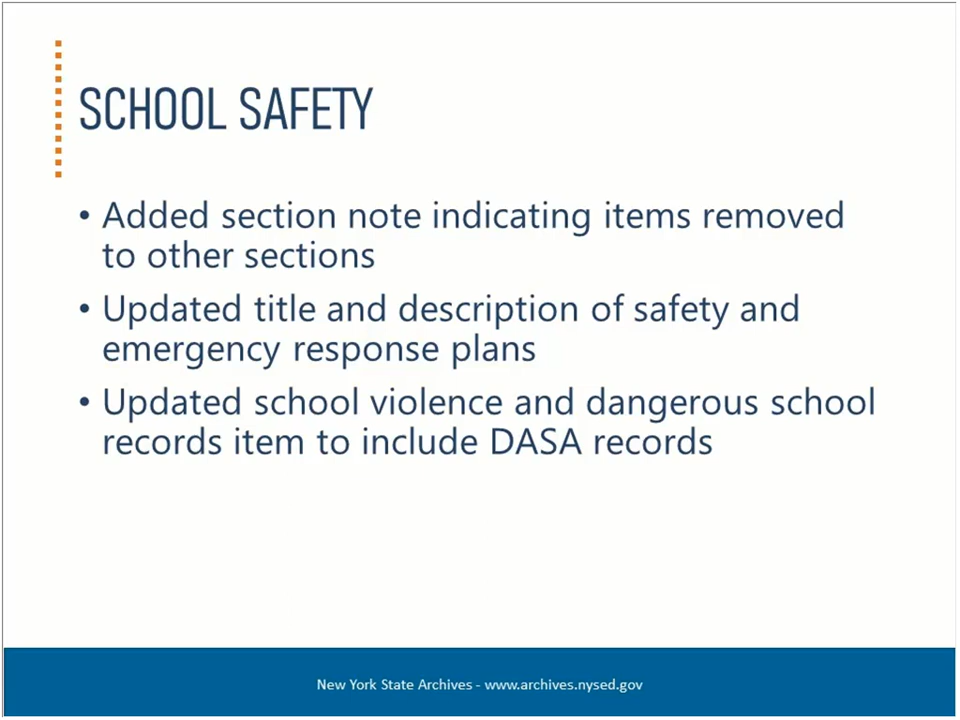 SCHOOL SAFETY
• Added section note indicating items removed
to other sections
• Updated title and description of safety and
emergency response plans
• Updated school violence and dangerous school
records item to include DASA records
New York State Archives - www.archives.nysed.gov